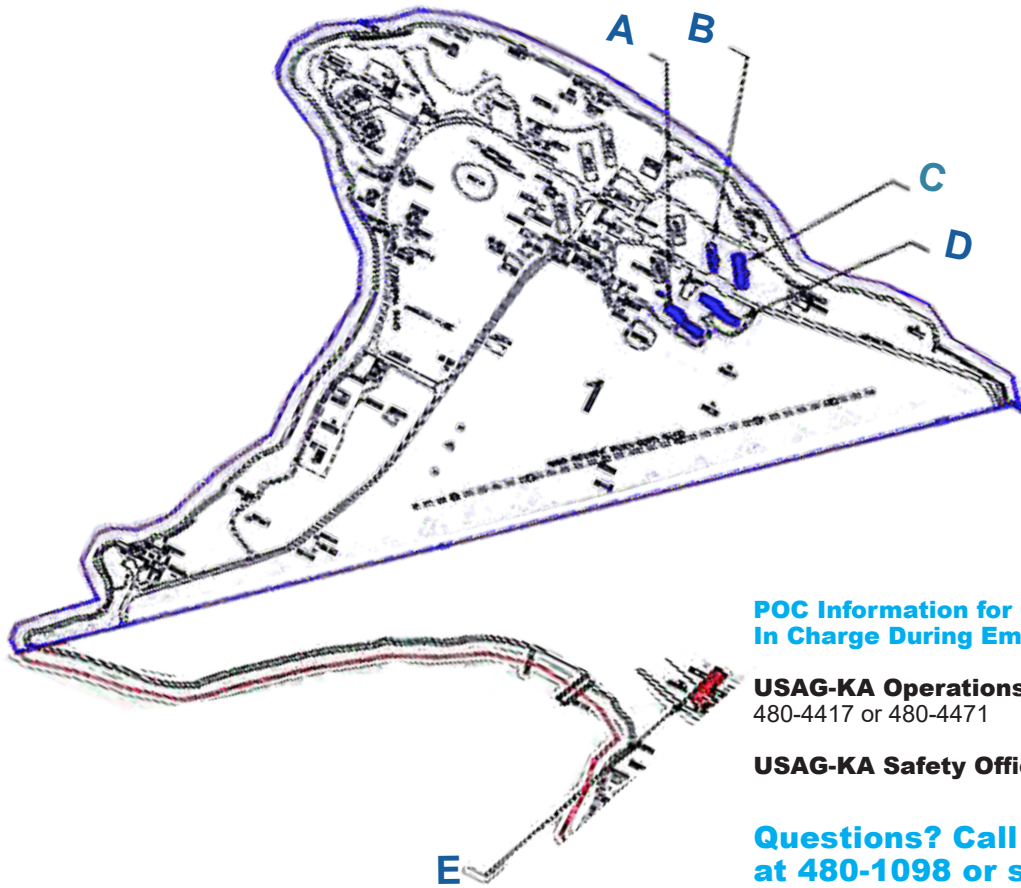 A
B
C
D
1
E
POC Information for
In Charge During Em
USAG-KA Operations
480-4417 or 480-4471
USAG-KA Safety Offi
Questions? Call
at 480-1098 or s